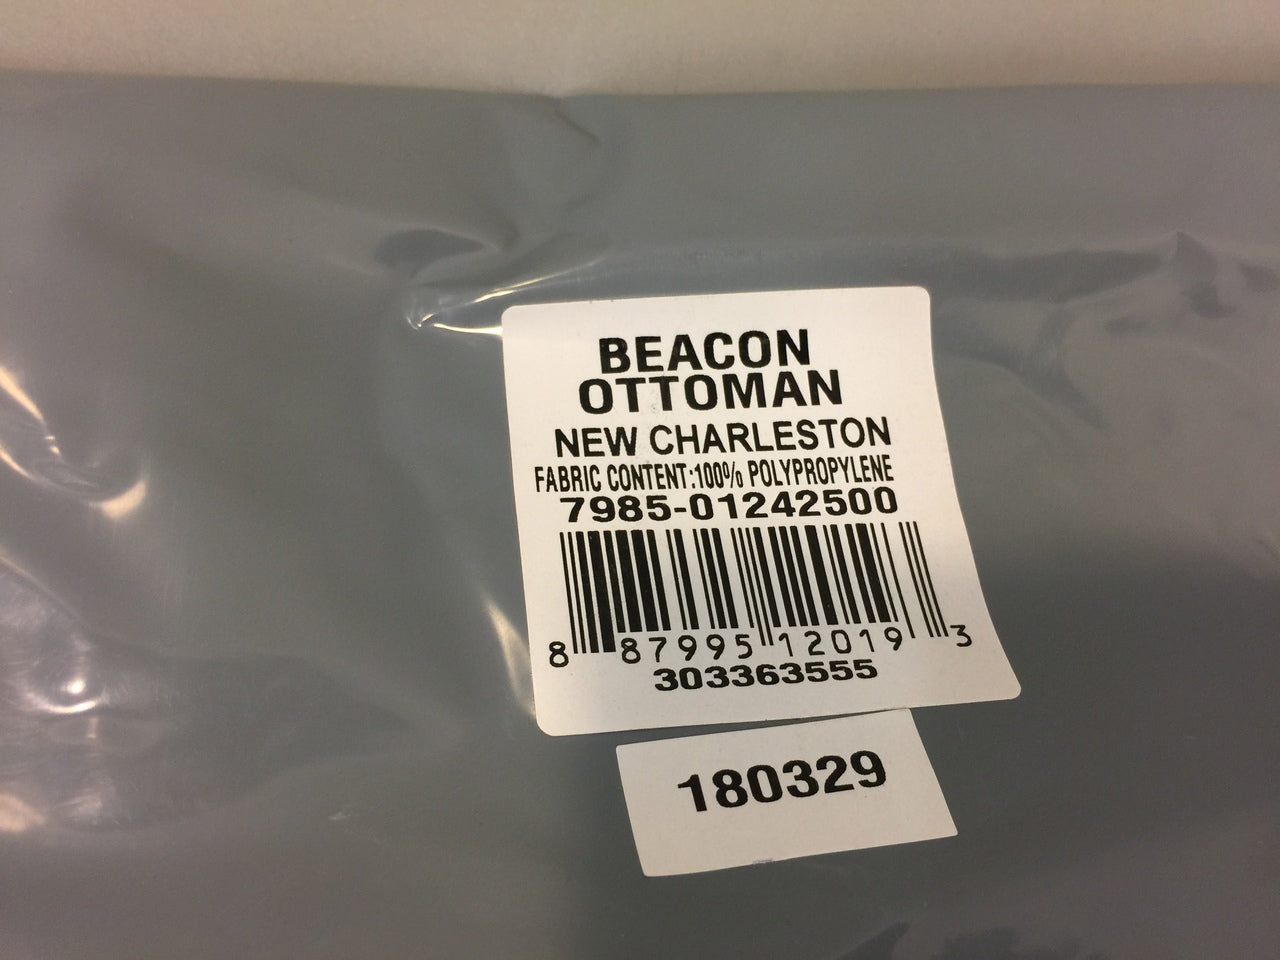 BEACON
OTTOMAN
NEW CHARLESTON
FABRIC CONTENT:100% POLYPROPYLENE
7985-01242500
8 87995 12019 3
303363555
180329